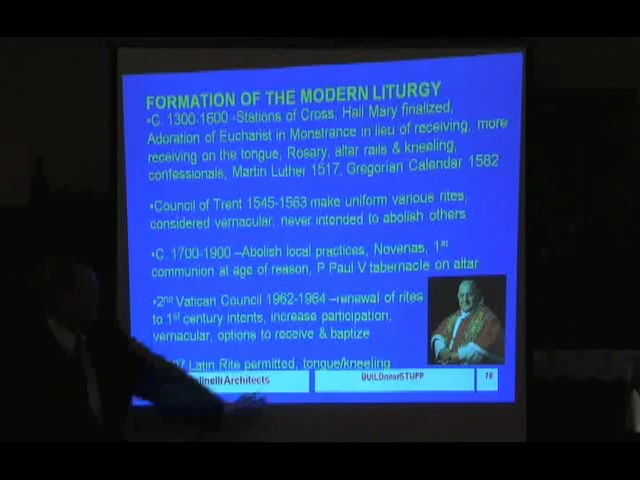 FORMATION OF THE MODERN LITURGY
•C. 1300-1600 -Stations of Cross, Hail Mary finalized,
Adoration of Eucharist in Monstrance in lieu of receiving, more
receiving on the tongue, Rosary, altar rails & kneeling,
confessionals, Martin Luther 1517, Gregorian Calendar 1582
•Council of Trent 1545-1563 make uniform various rites,
considered vernacular, never intended to abolish others
•C. 1700-1900 –Abolish local practices, Novenas, 1st
communion at age of reason, P Paul V tabernacle on altar
•2nd Vatican Council 1962-1964 –renewal of rites
to 1st century intents, increase participation,
vernacular, options to receive & baptize
Latin Rite permitted, tongue/kneeling
Architects
BUILDnearSTUFF
16